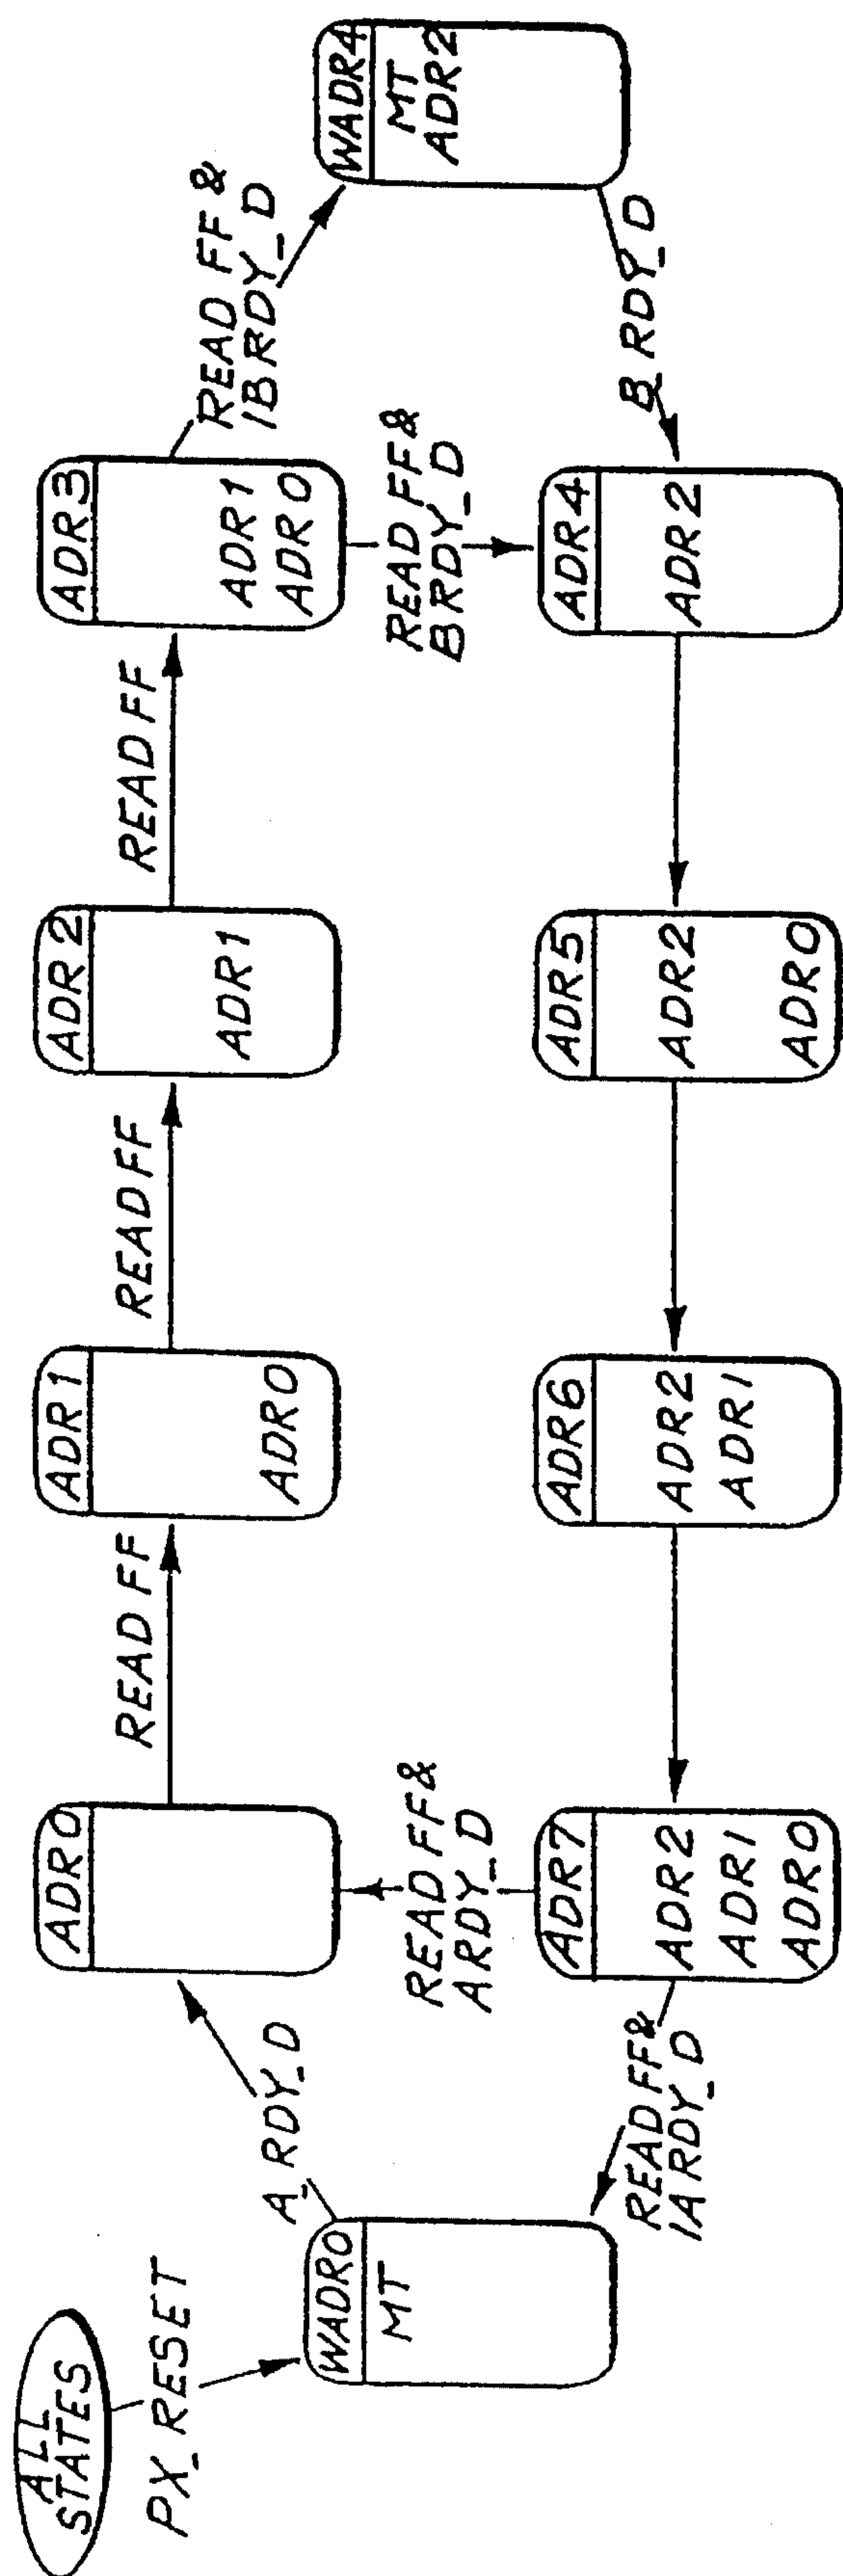 ALL
STATES
PX_RESET
WADR0
MT
A_RDY_D
ADR0
READ FF
ADR1
ADR0
READ FF
ADR2
ADR1
READ FF
ADR3
ADR1
ADR0
READ FF &
!BRDY_D
WADR4
MT
ADR2
B_RDY_D
READ FF &
BRDY_D
ADR4
ADR2
ADR5
ADR2
ADR0
ADR6
ADR2
ADR1
ADR7
ADR2
ADR1
ADR0
READ FF &
ARDY_D
READ FF &
!ARDY_D